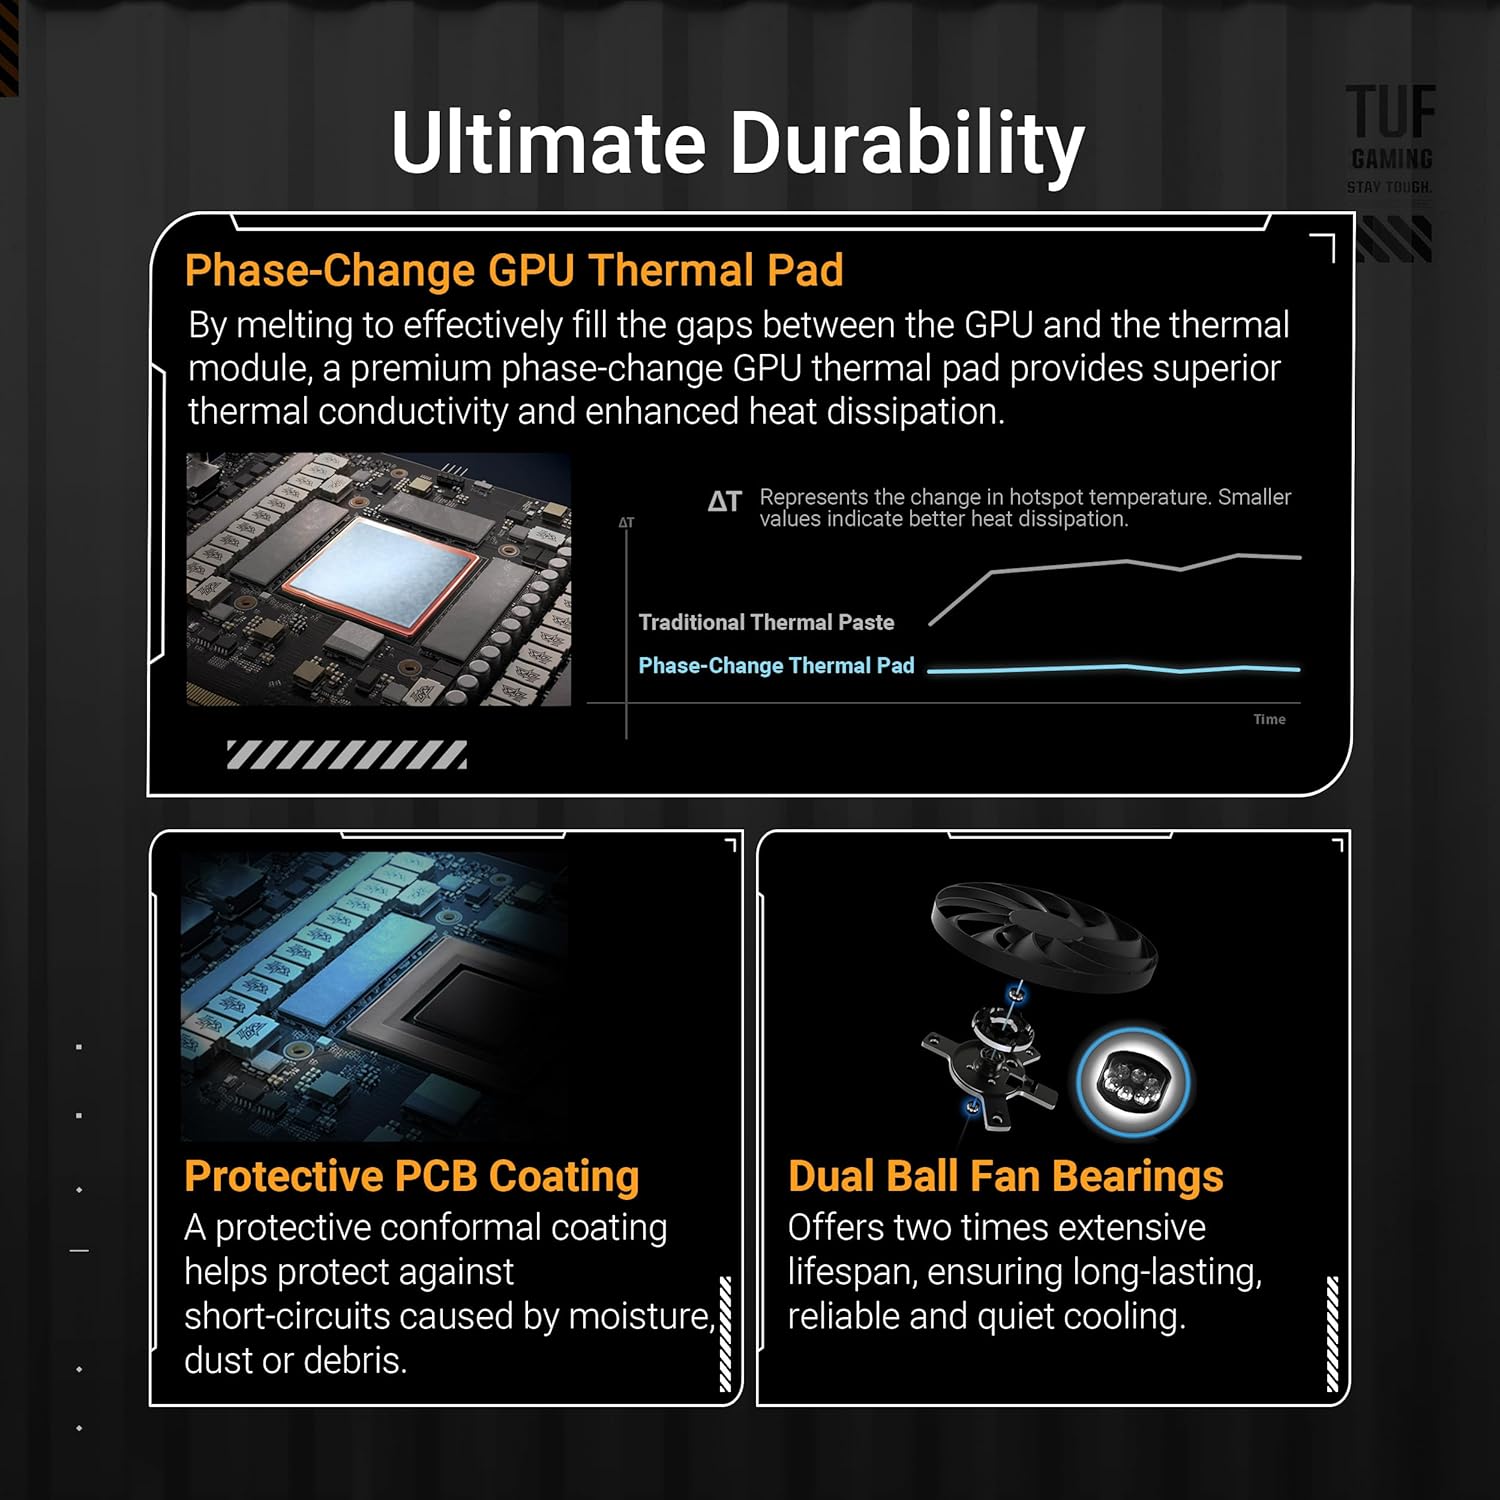 Ultimate Durability
TUF
GAMING
STAY TOUGH.
Phase-Change GPU Thermal Pad
By melting to effectively fill the gaps between the GPU and the thermal
module, a premium phase-change GPU thermal pad provides superior
thermal conductivity and enhanced heat dissipation.
ΔT Represents the change in hotspot temperature. Smaller
values indicate better heat dissipation.
ΔT
Traditional Thermal Paste
Phase-Change Thermal Pad
Time
Protective PCB Coating
A protective conformal coating
helps protect against
short-circuits caused by moisture,
dust or debris.
Dual Ball Fan Bearings
Offers two times extensive
lifespan, ensuring long-lasting,
reliable and quiet cooling.